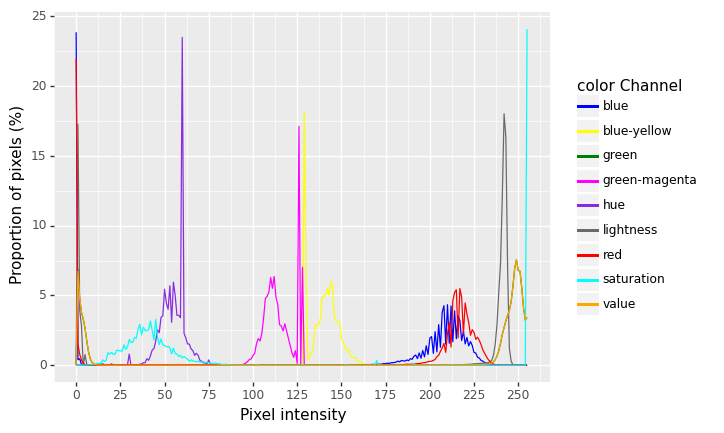 25
20
15
10
5
0
Proportion of pixels (%)
0 25 50 75 100 125 150 175 200 225 250
Pixel intensity
color Channel
blue
blue-yellow
green
green-magenta
hue
lightness
red
saturation
value